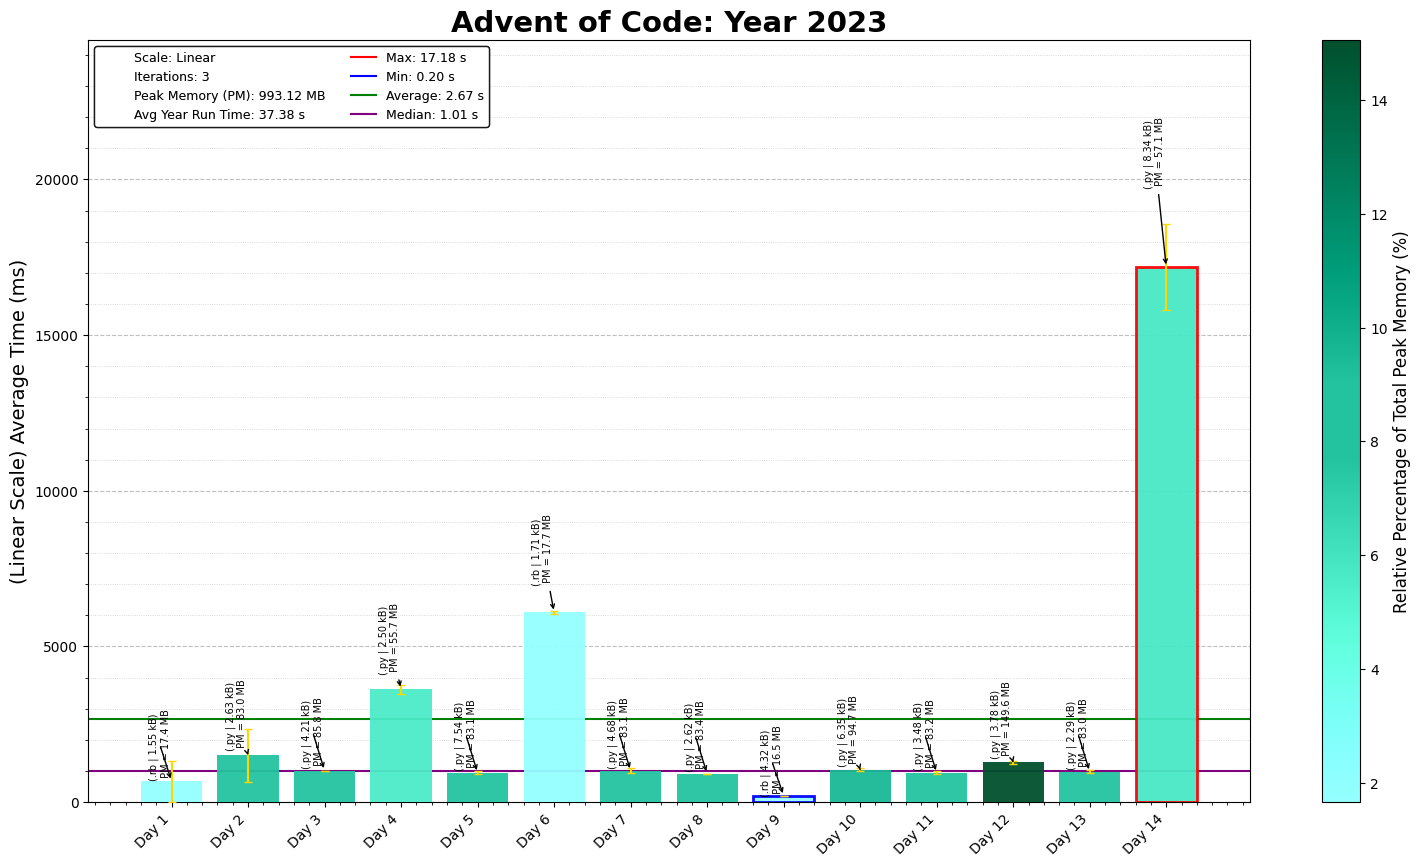 Advent of Code: Year 2023
Scale: Linear
Iterations: 3
Peak Memory (PM): 993.12 MB
Avg Year Run Time: 37.38 s
Max: 17.18 s
Min: 0.20 s
Average: 2.67 s
Median: 1.01 s
(Linear Scale) Average Time (ms)
20000
15000
10000
5000
0
(.rb | 1.55 kB)
PM = 17.4 MB
(.py | 2.63 kB)
PM = 83.0 MB
(.py | 4.21 kB)
PM = 85.8 MB
(.py | 2.50 kB)
PM = 55.7 MB
(.py | 7.54 kB)
PM = 83.1 MB
(.rb | 1.71 kB)
PM = 17.7 MB
(.py | 4.68 kB)
PM = 83.1 MB
(.py | 2.62 kB)
PM = 83.4 MB
(.rb | 4.32 kB)
PM = 16.5 MB
(.py | 6.35 kB)
PM = 94.7 MB
(.py | 3.48 kB)
PM = 83.2 MB
(.py | 3.78 kB)
PM = 149.6 MB
(.py | 2.29 kB)
PM = 83.0 MB
(.py | 8.34 kB)
PM = 57.1 MB
Day 1
Day 2
Day 3
Day 4
Day 5
Day 6
Day 7
Day 8
Day 9
Day 10
Day 11
Day 12
Day 13
Day 14
14
12
10
8
6
4
2
Relative Percentage of Total Peak Memory (%)